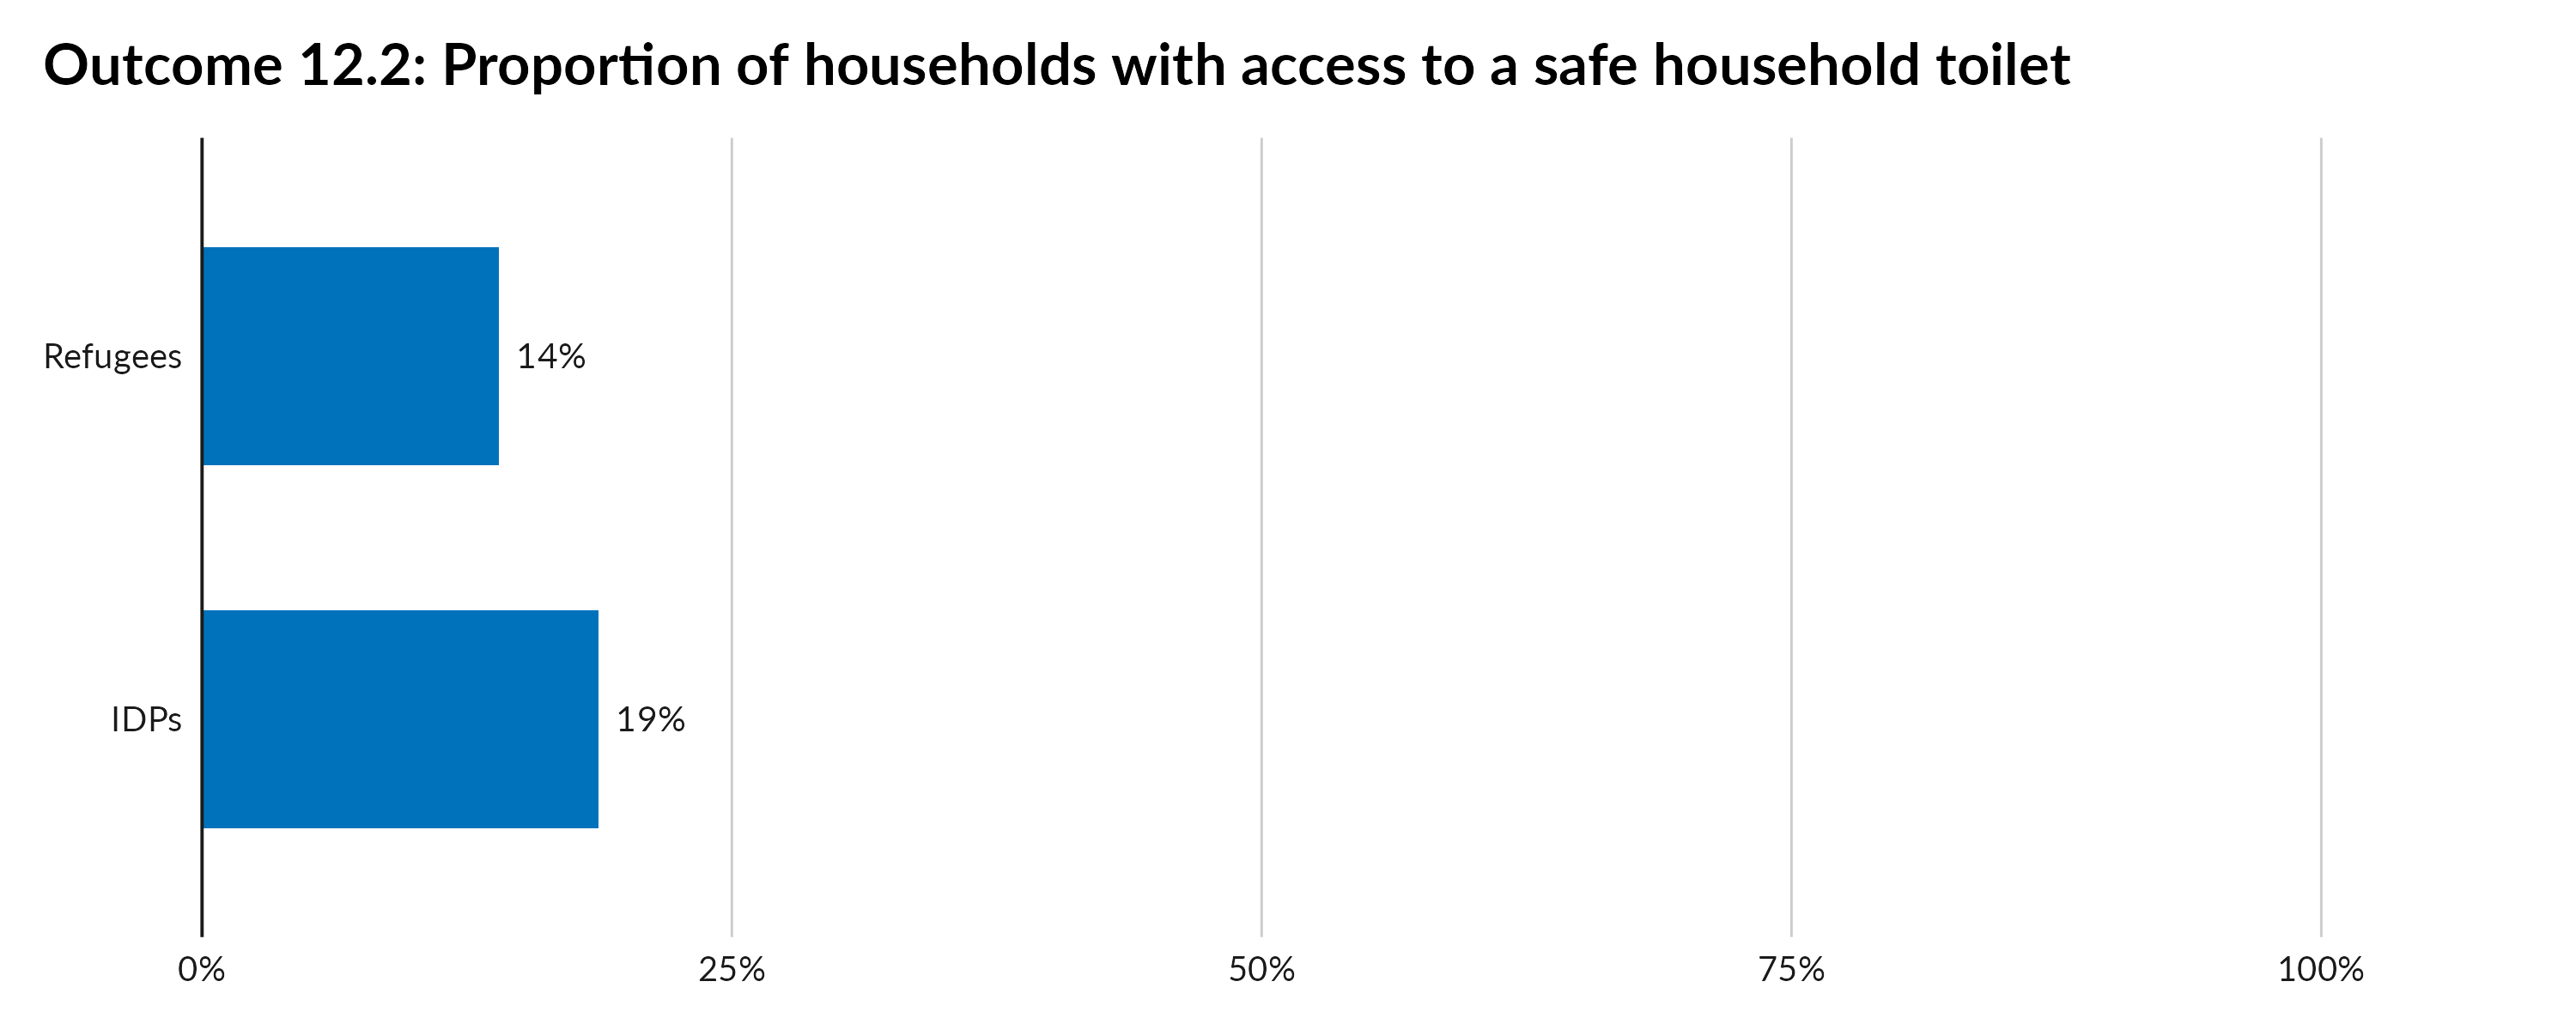 Outcome 12.2: Proportion of households with access to a safe household toilet
Refugees 14%
IDPs 19%
0% 25% 50% 75% 100%